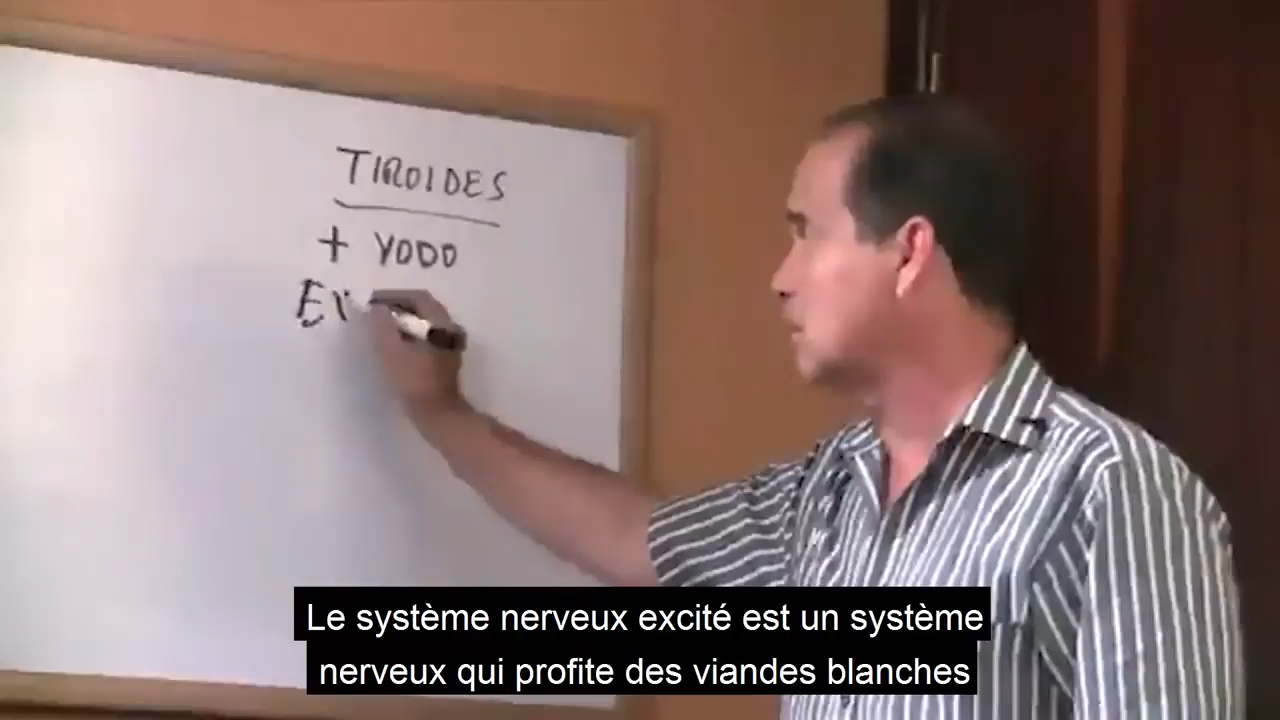 TIROIDES
+ YODO
Le système nerveux excité est un système
nerveux qui profite des viandes blanches